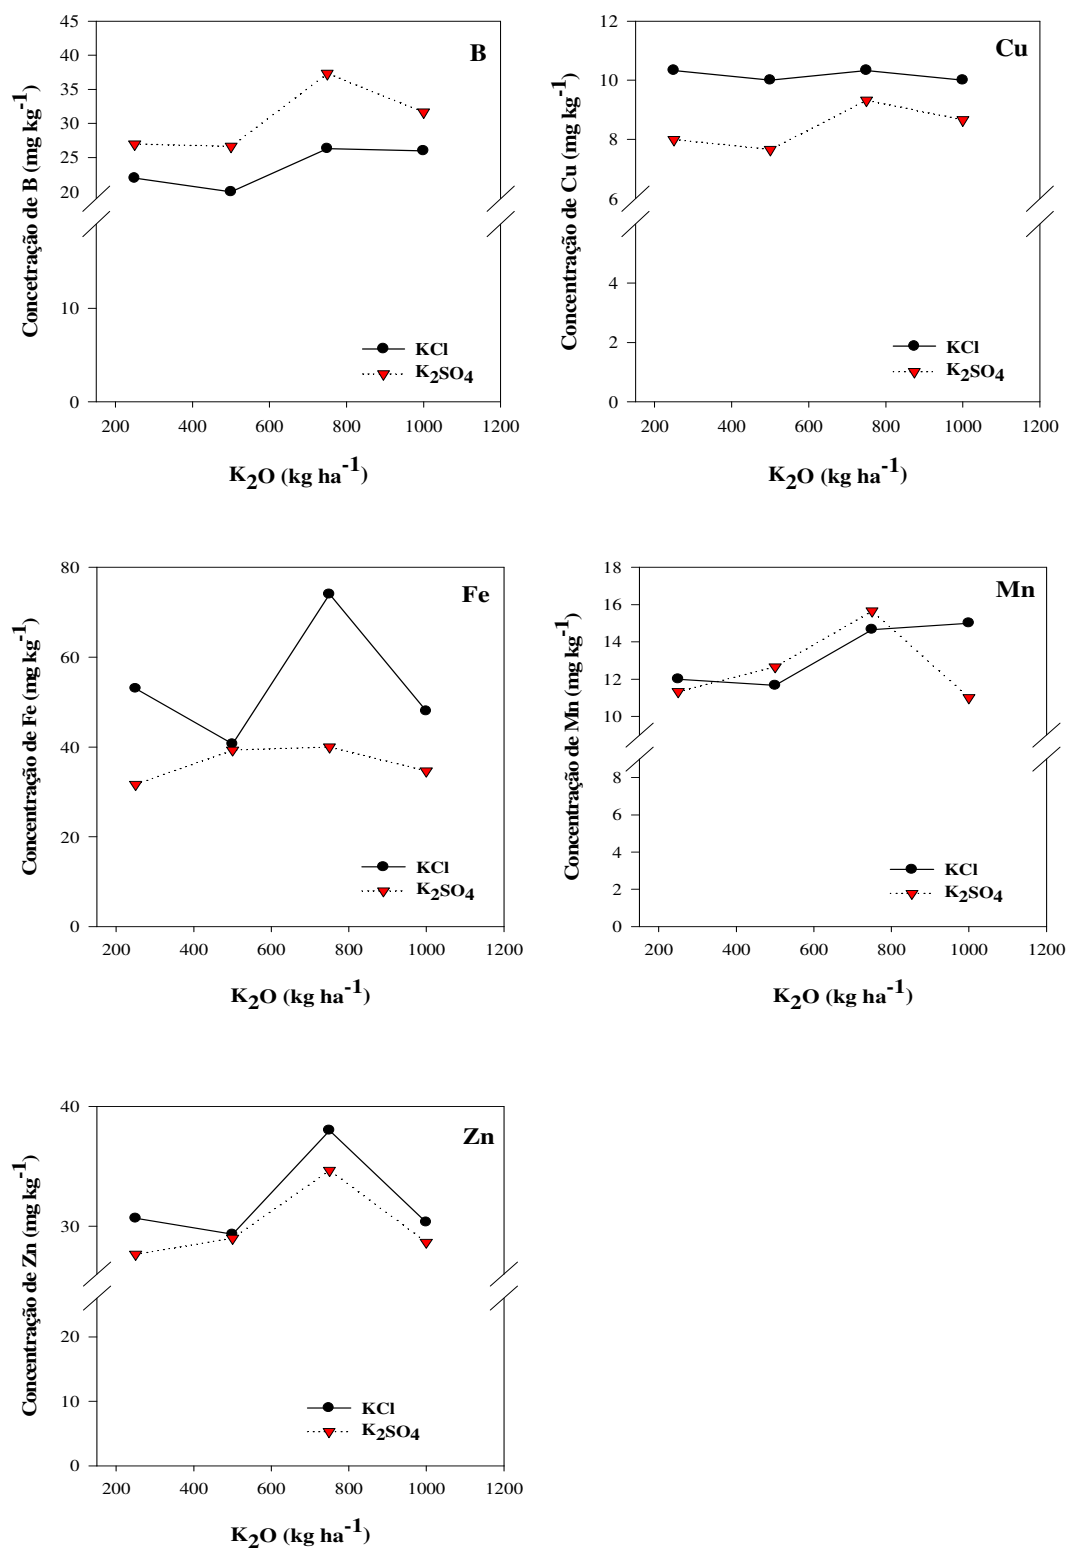 B
Concetração de B (mg kg⁻¹)
45
40
35
30
25
20
10
0
KCl
K₂SO₄
200 400 600 800 1000 1200
K₂O (kg ha⁻¹)
Cu
Concentração de Cu (mg kg⁻¹)
12
10
8
6
4
2
0
KCl
K₂SO₄
200 400 600 800 1000 1200
K₂O (kg ha⁻¹)
Fe
Concentração de Fe (mg kg⁻¹)
80
60
40
20
0
KCl
K₂SO₄
200 400 600 800 1000 1200
K₂O (kg ha⁻¹)
Mn
Concentração de Mn (mg kg⁻¹)
18
16
14
12
10
8
6
4
2
0
KCl
K₂SO₄
200 400 600 800 1000 1200
K₂O (kg ha⁻¹)
Zn
Concentração de Zn (mg kg⁻¹)
40
30
20
10
0
KCl
K₂SO₄
200 400 600 800 1000 1200
K₂O (kg ha⁻¹)